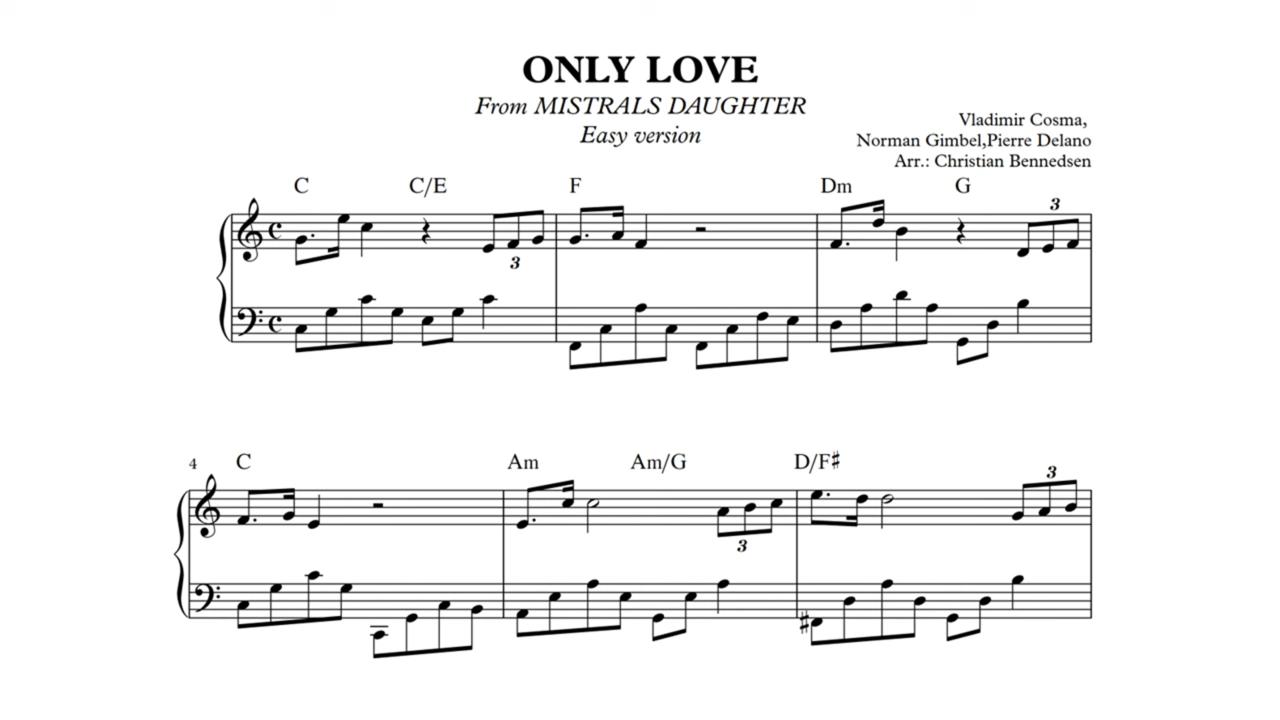 ONLY LOVE
From MISTRALS DAUGHTER
Easy version
Vladimir Cosma,
Norman Gimbel,Pierre Delano
Arr.: Christian Bennedsen
C C/E F Dm G
3 3
4 C Am Am/G D/F♯
3 3